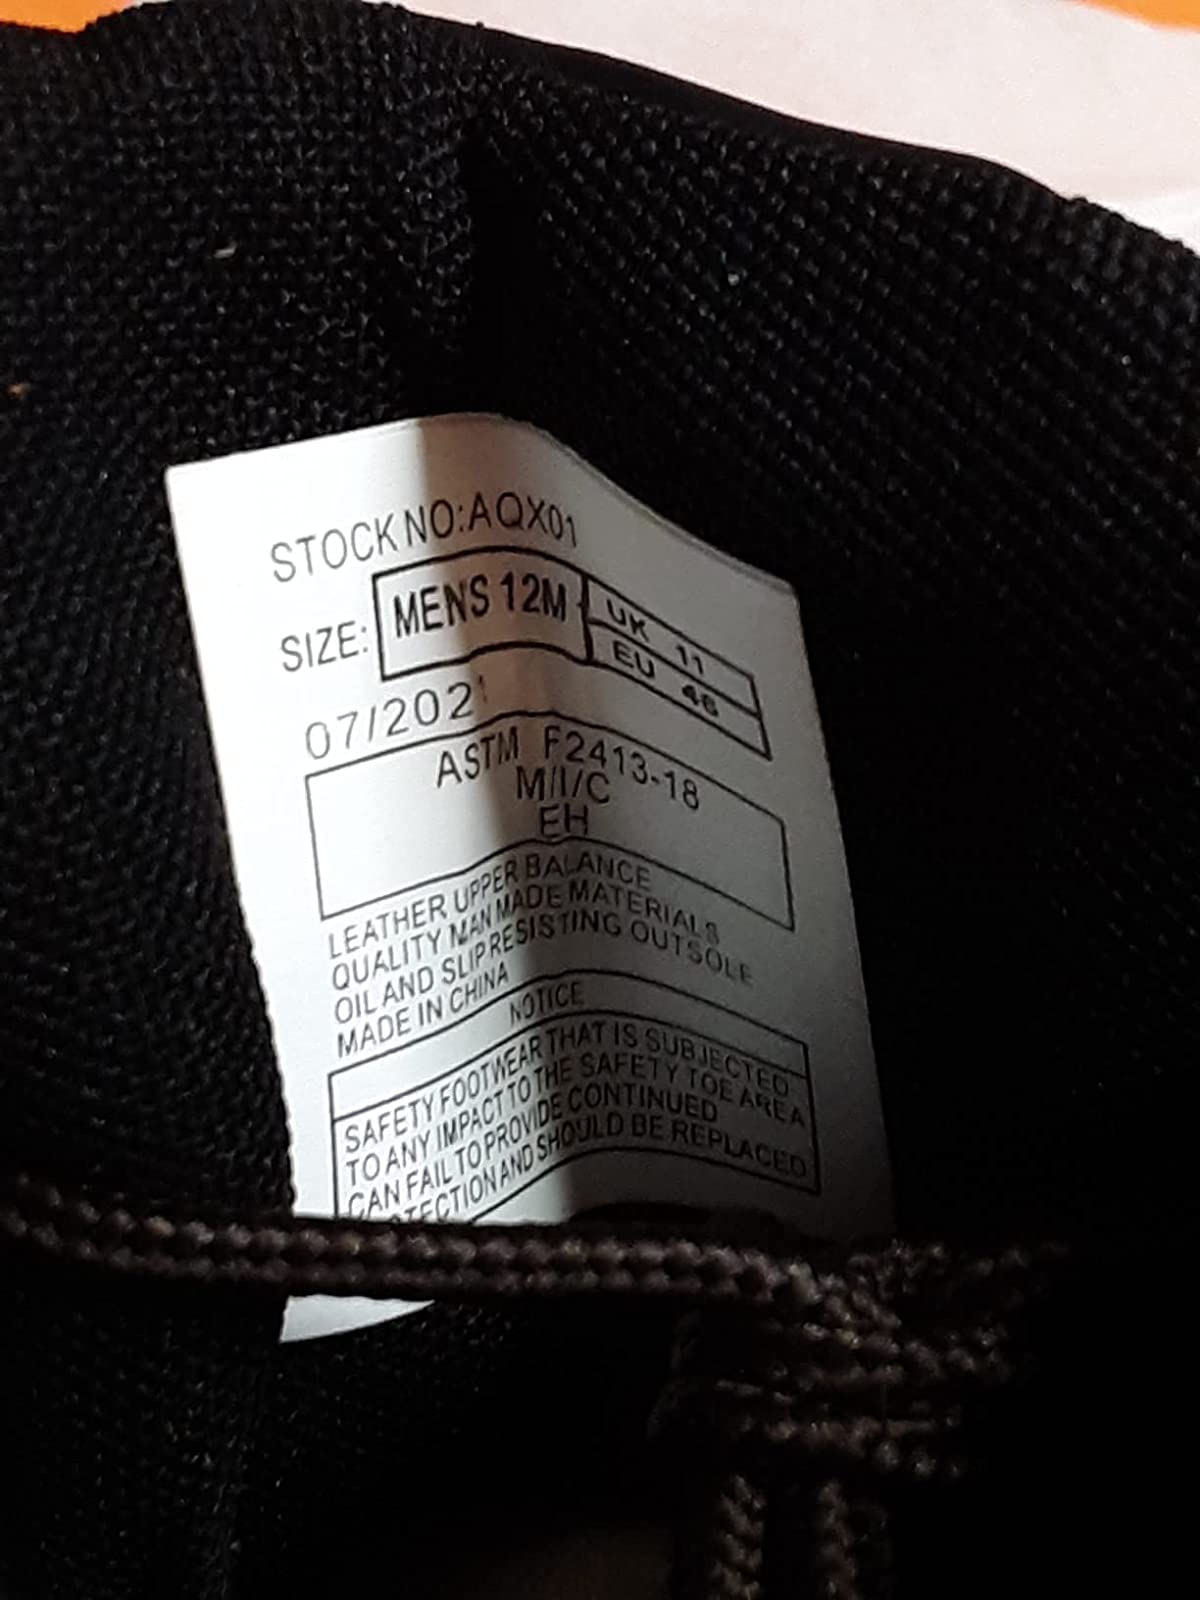 STOCK NO:AQX01
SIZE: MENS 12M UK 11
EU 46
07/2021
ASTM F2413-18
M/I/C
EH
LEATHER UPPER BALANCE
QUALITY MAN MADE MATERIALS
OIL AND SLIP RESISTING OUTSOLE
MADE IN CHINA
NOTICE
SAFETY FOOTWEAR THAT IS SUBJECTED
TO ANY IMPACT TO THE SAFETY TOE AREA
CAN FAIL TO PROVIDE CONTINUED
AND SHOULD BE REPLACED